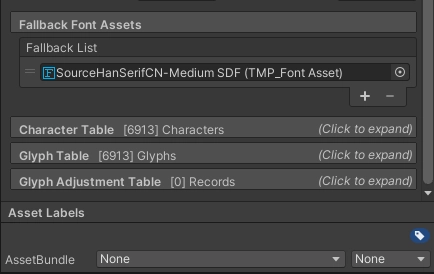 Fallback Font Assets
Fallback List
SourceHanSerifCN-Medium SDF (TMP_Font Asset)
Character Table [6913] Characters (Click to expand)
Glyph Table [6913] Glyphs (Click to expand)
Glyph Adjustment Table [0] Records (Click to expand)
Asset Labels
AssetBundle None None